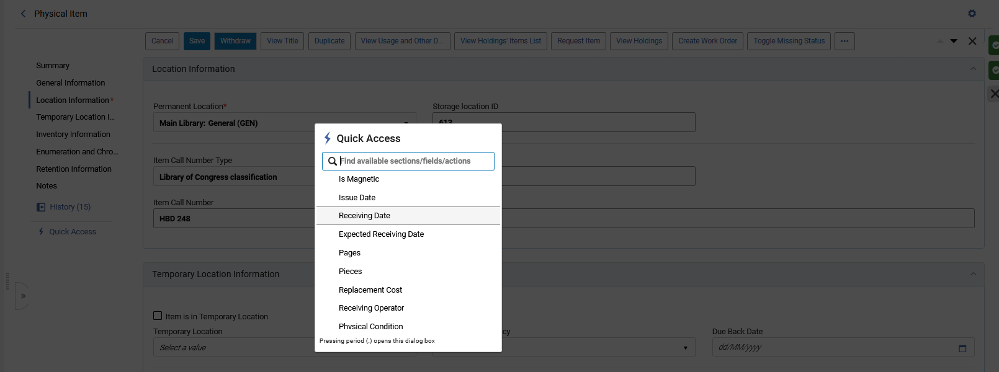 Physical Item
Cancel Save Withdraw View Title Duplicate View Usage and Other D... View Holdings' Items List Request Item View Holdings Create Work Order Toggle Missing Status ...
Summary
General Information
Location Information*
Temporary Location I...
Inventory Information
Enumeration and Chro...
Retention Information
Notes
History (15)
Quick Access
Location Information
Permanent Location*
Main Library: General (GEN)
Storage location ID
613
Item Call Number Type
Library of Congress classification
Item Call Number
HBD 248
Temporary Location Information
Item is in Temporary Location
Temporary Location
Select a value
cy
Due Back Date
dd/MM/yyyy
Quick Access
Find available sections/fields/actions
Is Magnetic
Issue Date
Receiving Date
Expected Receiving Date
Pages
Pieces
Replacement Cost
Receiving Operator
Physical Condition
Pressing period (.) opens this dialog box